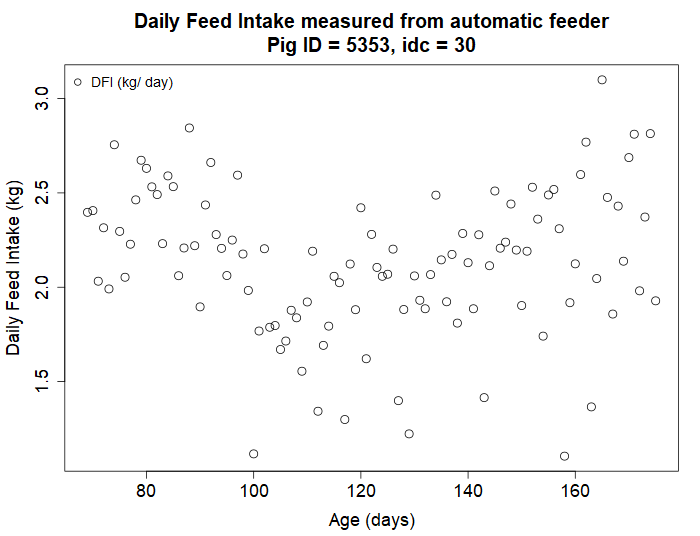 Daily Feed Intake measured from automatic feeder
Pig ID = 5353, idc = 30
DFI (kg/ day)
Daily Feed Intake (kg)
3.0
2.5
2.0
1.5
80 100 120 140 160
Age (days)